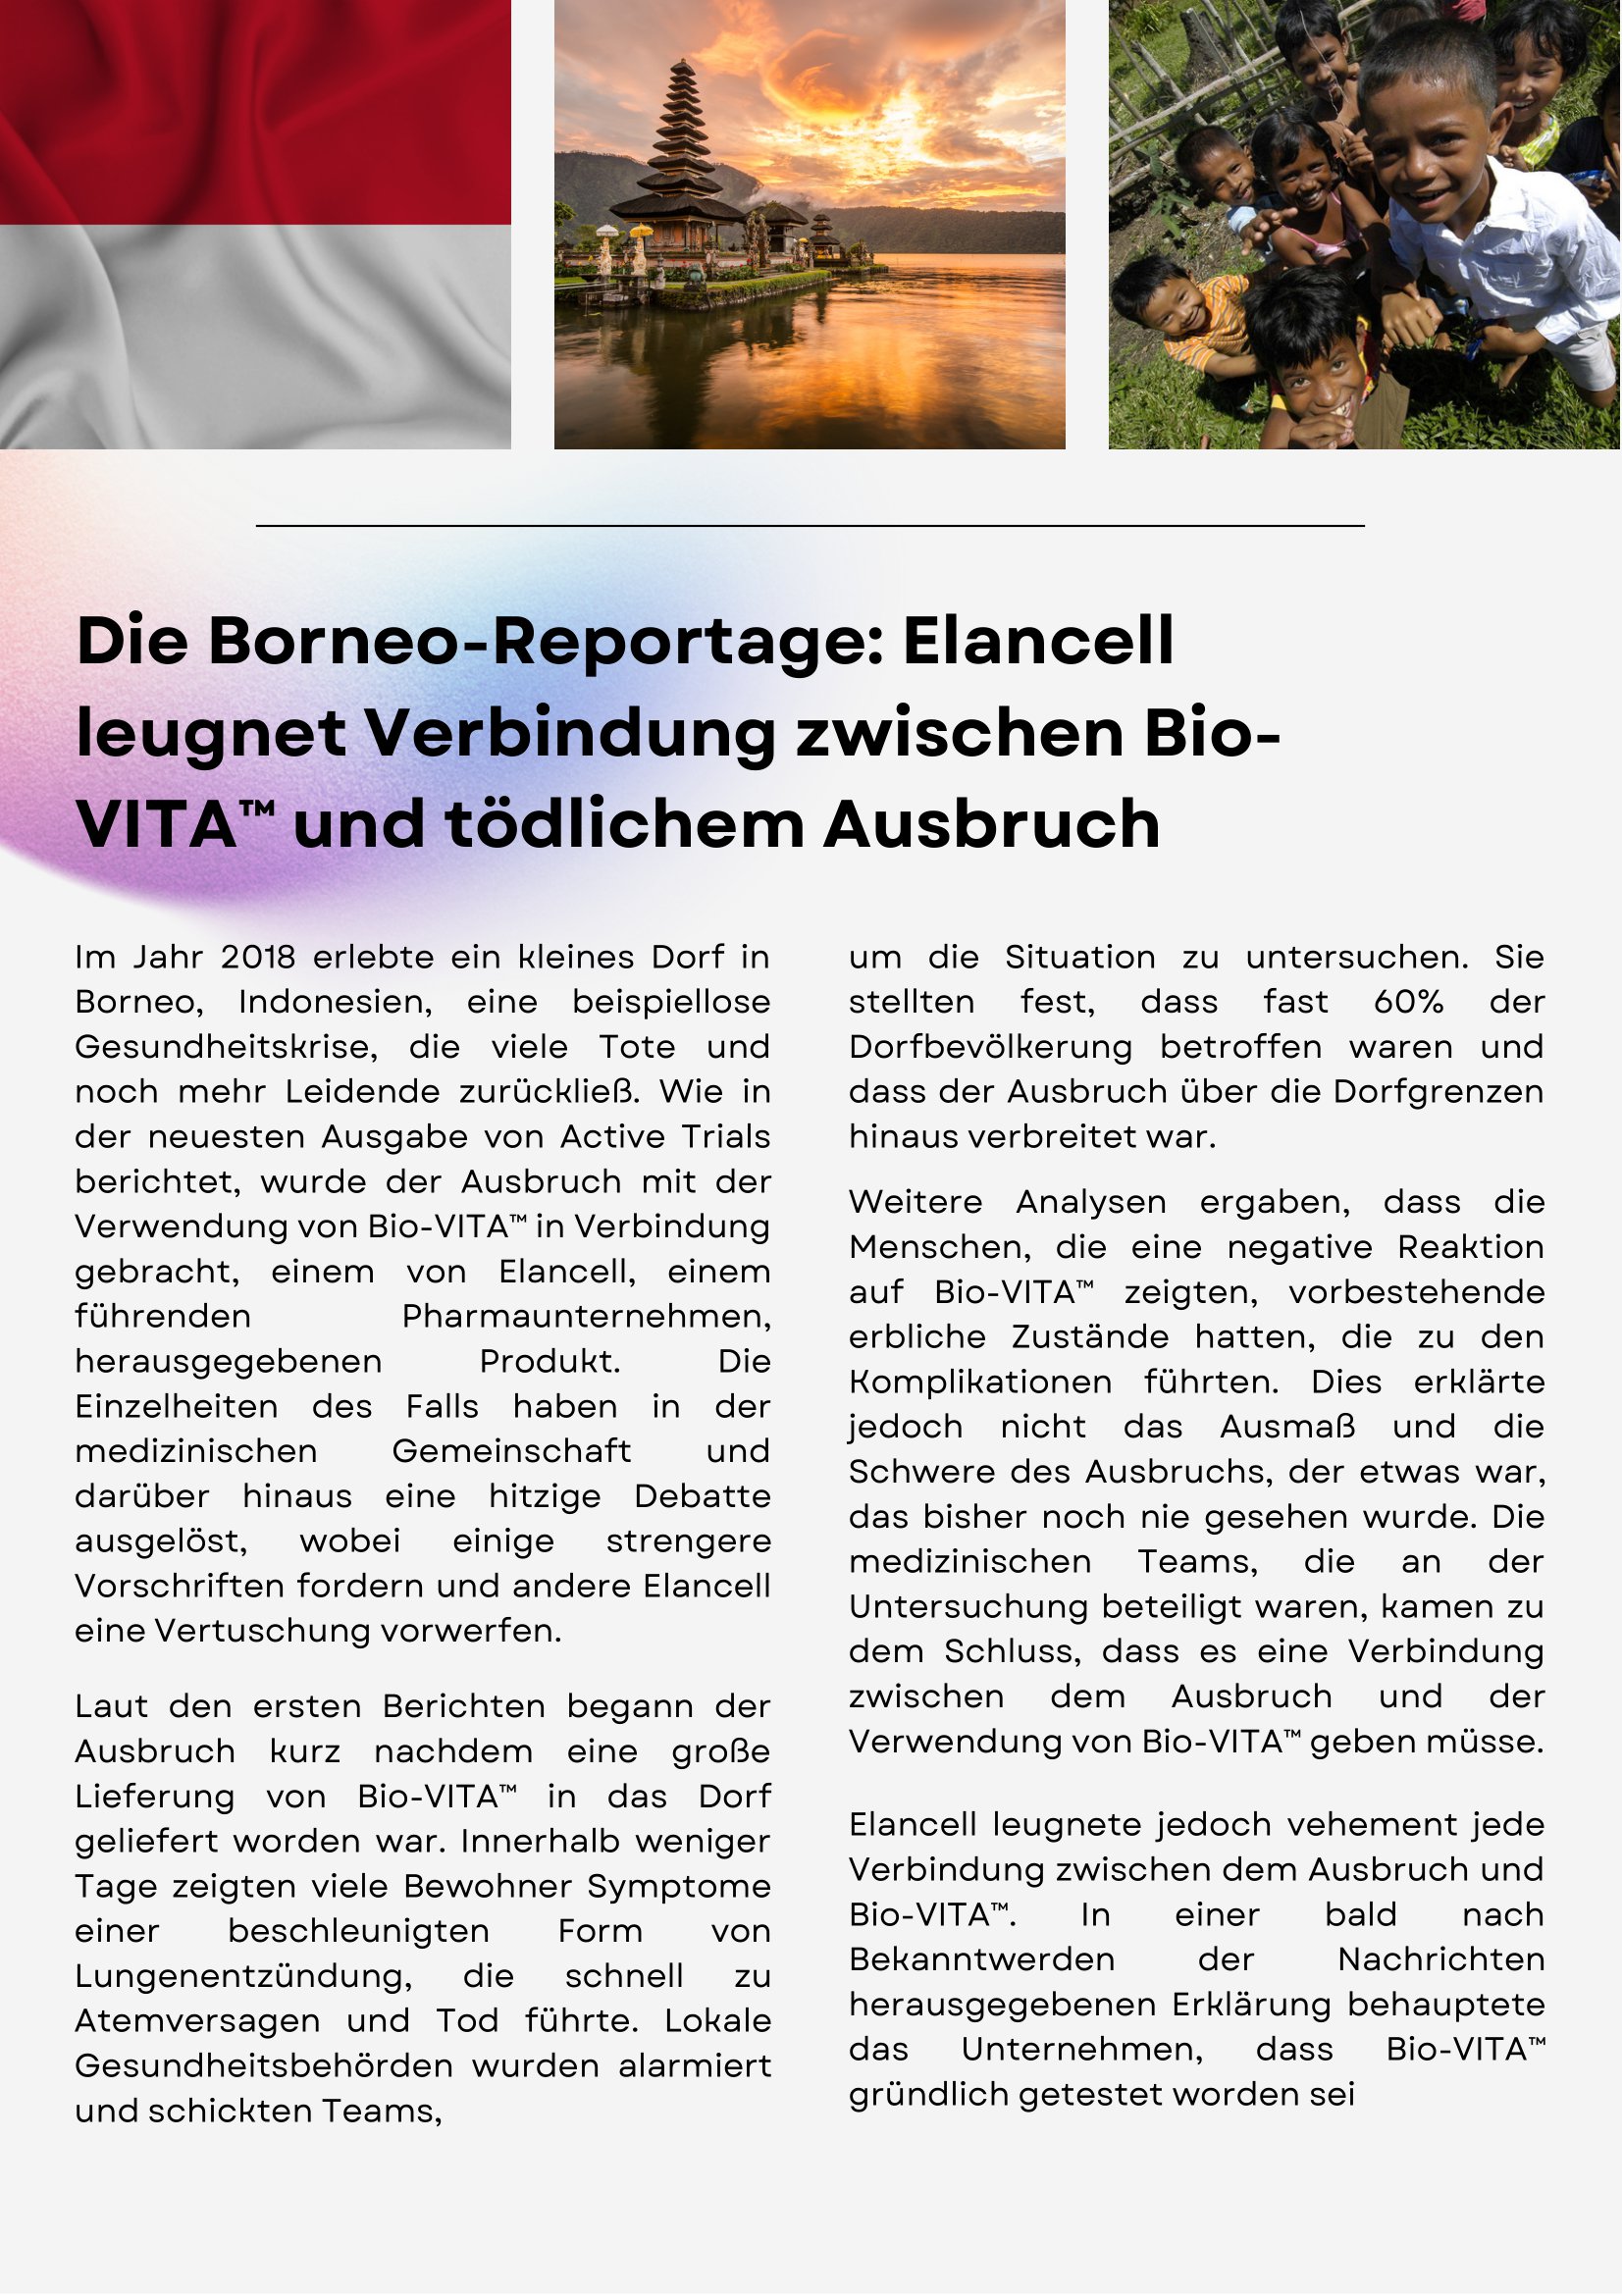 Die Borneo-Reportage: Elancell
leugnet Verbindung zwischen Bio-
VITA™ und tödlichem Ausbruch
Im Jahr 2018 erlebte ein kleines Dorf in
Borneo, Indonesien, eine beispiellose
Gesundheitskrise, die viele Tote und
noch mehr Leidende zurückließ. Wie in
der neuesten Ausgabe von Active Trials
berichtet, wurde der Ausbruch mit der
Verwendung von Bio-VITA™ in Verbindung
gebracht, einem von Elancell, einem
führenden Pharmaunternehmen,
herausgegebenen Produkt. Die
Einzelheiten des Falls haben in der
medizinischen Gemeinschaft und
darüber hinaus eine hitzige Debatte
ausgelöst, wobei einige strengere
Vorschriften fordern und andere Elancell
eine Vertuschung vorwerfen.
Laut den ersten Berichten begann der
Ausbruch kurz nachdem eine große
Lieferung von Bio-VITA™ in das Dorf
geliefert worden war. Innerhalb weniger
Tage zeigten viele Bewohner Symptome
einer beschleunigten Form von
Lungenentzündung, die schnell zu
Atemversagen und Tod führte. Lokale
Gesundheitsbehörden wurden alarmiert
und schickten Teams,
um die Situation zu untersuchen. Sie
stellten fest, dass fast 60% der
Dorfbevölkerung betroffen waren und
dass der Ausbruch über die Dorfgrenzen
hinaus verbreitet war.
Weitere Analysen ergaben, dass die
Menschen, die eine negative Reaktion
auf Bio-VITA™ zeigten, vorbestehende
erbliche Zustände hatten, die zu den
Komplikationen führten. Dies erklärte
jedoch nicht das Ausmaß und die
Schwere des Ausbruchs, der etwas war,
das bisher noch nie gesehen wurde. Die
medizinischen Teams, die an der
Untersuchung beteiligt waren, kamen zu
dem Schluss, dass es eine Verbindung
zwischen dem Ausbruch und der
Verwendung von Bio-VITA™ geben müsse.
Elancell leugnete jedoch vehement jede
Verbindung zwischen dem Ausbruch und
Bio-VITA™. In einer bald nach
Bekanntwerden der Nachrichten
herausgegebenen Erklärung behauptete
das Unternehmen, dass Bio-VITA™
gründlich getestet worden sei